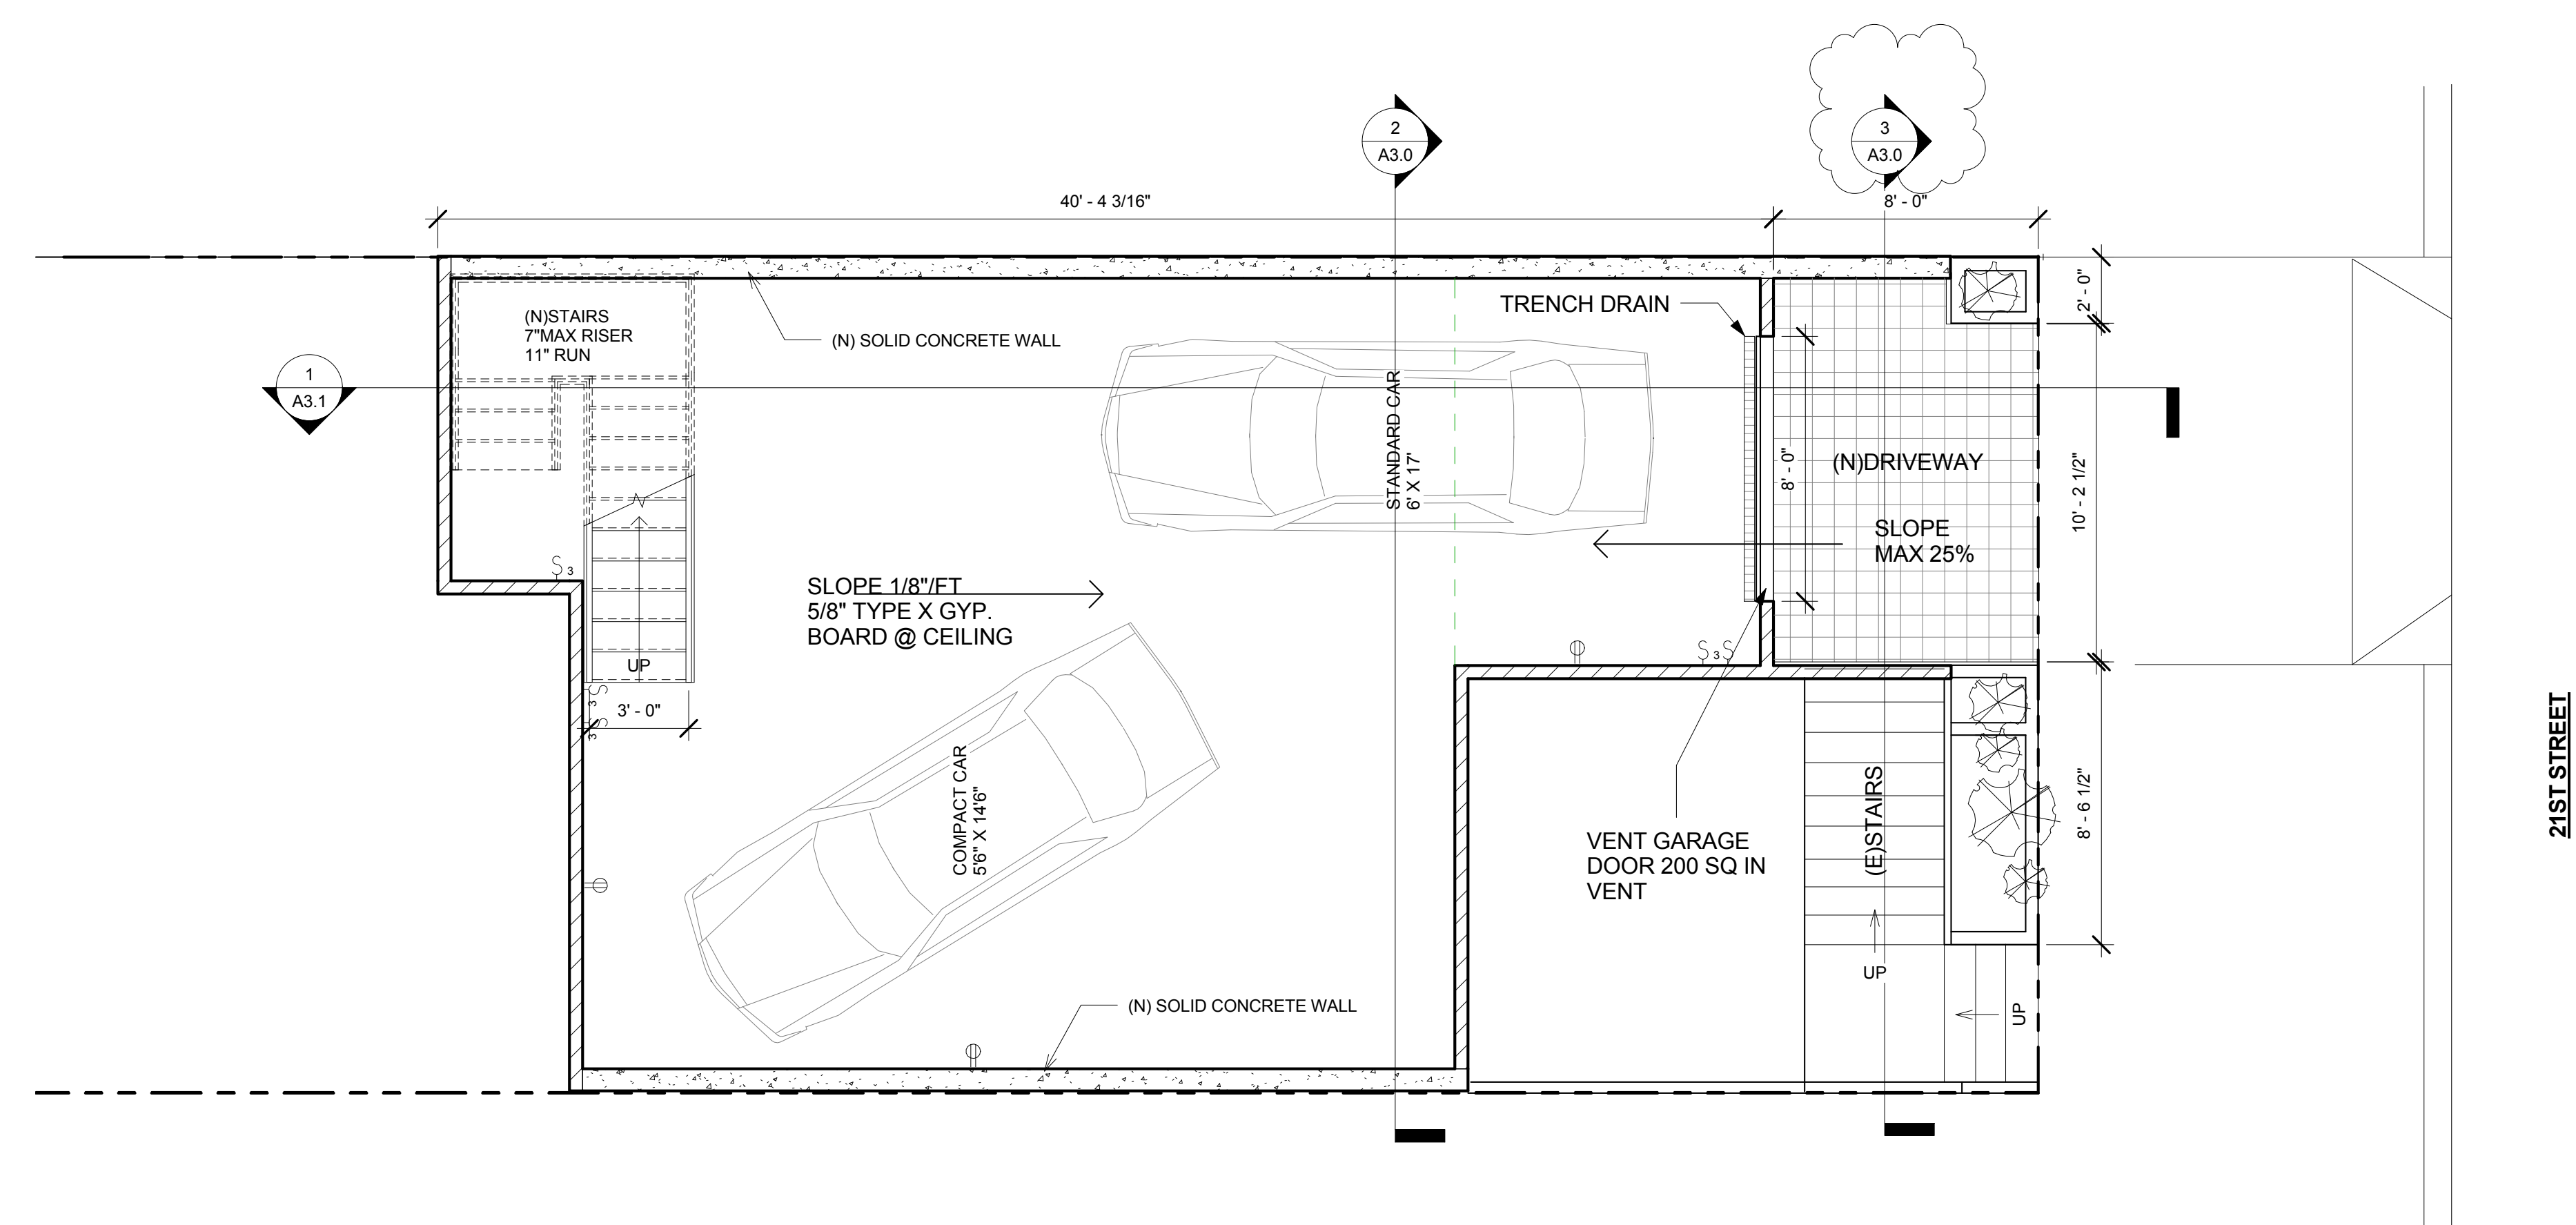 2
A3.0
3
A3.0
40' - 4 3/16"
8' - 0"
2' - 0"
(N)STAIRS
7"MAX RISER
11" RUN
(N) SOLID CONCRETE WALL
TRENCH DRAIN
1
A3.1
STANDARD CAR
6' X 17'
8' - 0"
(N)DRIVEWAY
SLOPE
MAX 25%
10' - 2 1/2"
S 3
SLOPE 1/8"/FT
5/8" TYPE X GYP.
BOARD @ CEILING
UP
S 3 S
S 3
S 3
3' - 0"
COMPACT CAR
5'6" X 14'6"
VENT GARAGE
DOOR 200 SQ IN
VENT
(E)STAIRS
8' - 6 1/2"
21ST STREET
UP
UP
(N) SOLID CONCRETE WALL